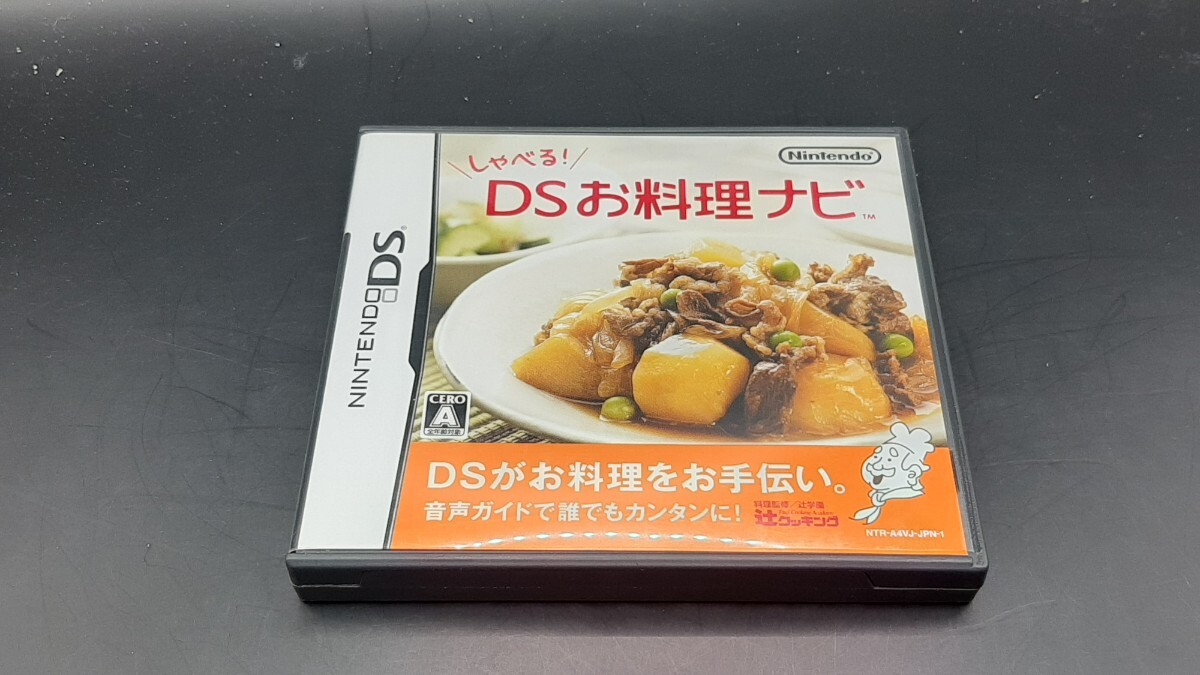 しゃべる!
Nintendo
DSお料理ナビ™
NINTENDO DS®
CERO
A
全年齢対象
DSがお料理をお手伝い。
音声ガイドで誰でもカンタンに!
料理監修/辻学園
辻クッキング
NTR-A4VJ-JPN-1